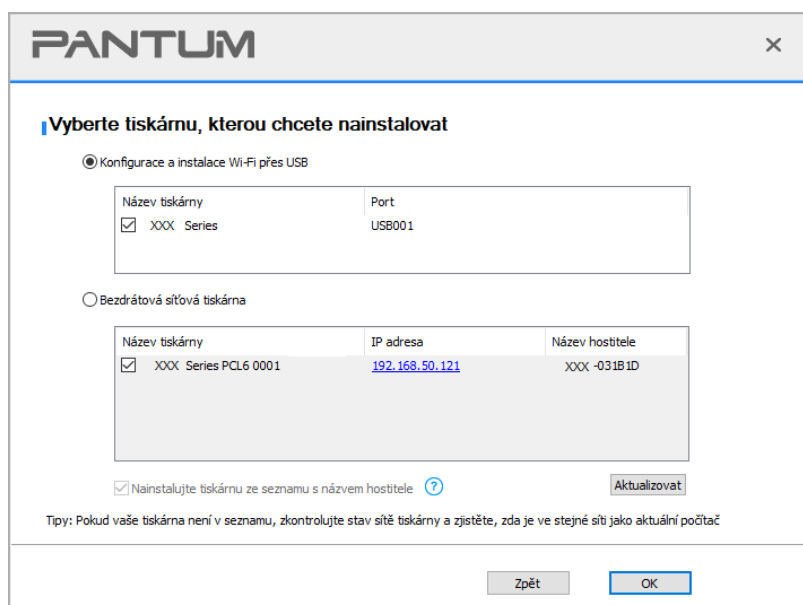 PANTUM
Vyberte tiskárnu, kterou chcete nainstalovat
Konfigurace a instalace Wi-Fi přes USB
Název tiskárny Port
XXX Series USB001
Bezdrátová síťová tiskárna
Název tiskárny IP adresa Název hostitele
XXX Series PCL6 0001 192.168.50.121 XXX -031B1D
Nainstalujte tiskárnu ze seznamu s názvem hostitele ? Aktualizovat
Tipy: Pokud vaše tiskárna není v seznamu, zkontrolujte stav sítě tiskárny a zjistěte, zda je ve stejné síti jako aktuální počítač
Zpět OK